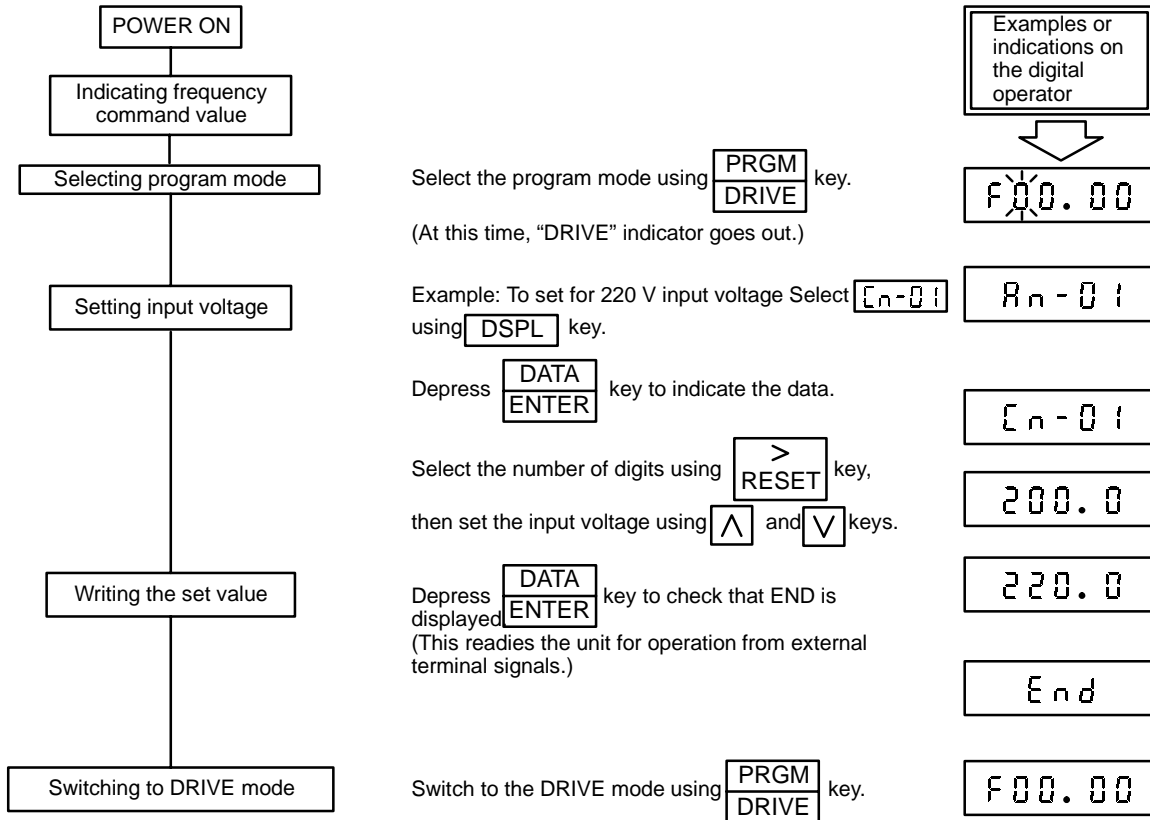 POWER ON
Examples or
indications on
the digital
operator
Indicating frequency
command value
Selecting program mode
Select the program mode using PRGM DRIVE key.
F00.00
(At this time, “DRIVE” indicator goes out.)
Setting input voltage
Example: To set for 220 V input voltage Select Cn-01
An-01
using DSPL key.
Depress DATA ENTER key to indicate the data.
Cn-01
Select the number of digits using > RESET key,
200.0
then set the input voltage using ∧ and ∨ keys.
Writing the set value
Depress DATA ENTER key to check that END is
displayed
220.0
(This readies the unit for operation from external
terminal signals.)
End
Switching to DRIVE mode
Switch to the DRIVE mode using PRGM DRIVE key.
F00.00